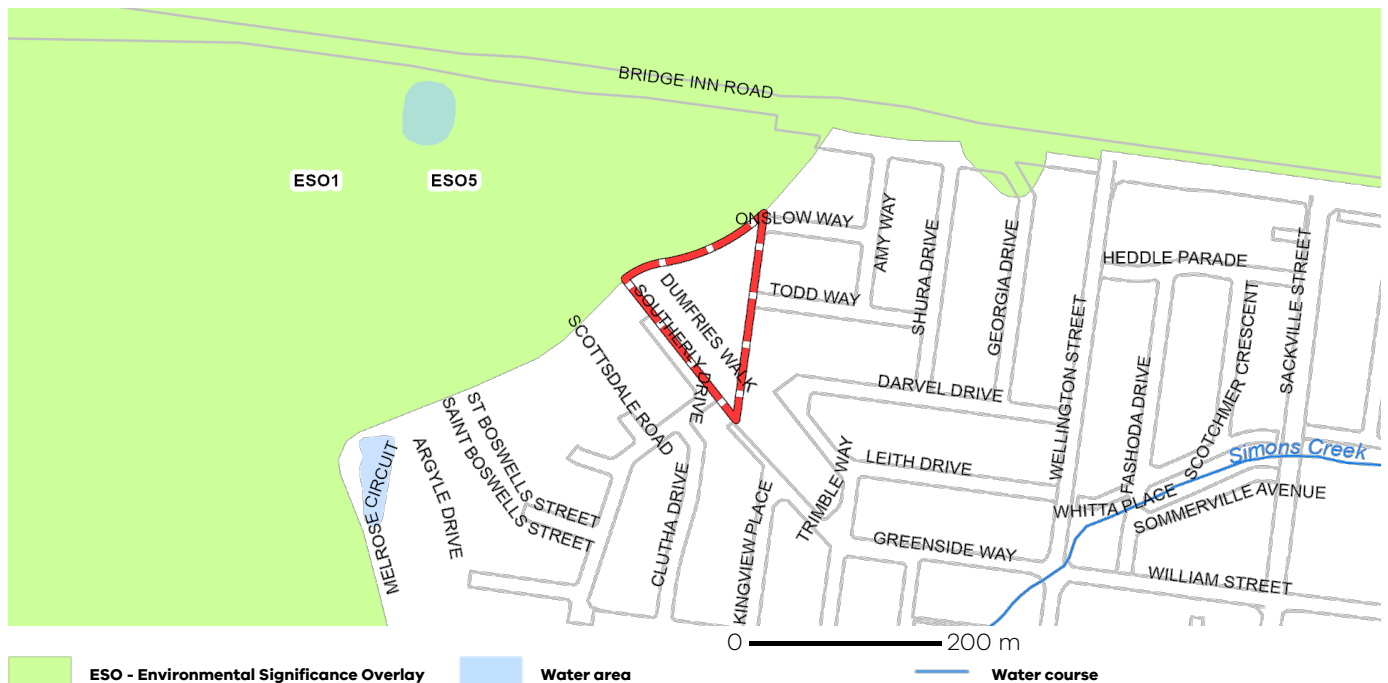 BRIDGE INN ROAD
ESO1
ESO5
ONSLOW WAY
AMY WAY
SHURA DRIVE
GEORGIA DRIVE
HEDDLE PARADE
SACKVILLE STREET
TODD WAY
DUMFRIES WALK
SOUTHERLY DRIVE
SCOTTSDALE ROAD
WELLINGTON STREET
SCOTCHMER CRESCENT
FASHODA DRIVE
DARVEL DRIVE
ST BOSWELLS STREET
SAINT BOSWELLS STREET
ARGYLE DRIVE
MELROSE CIRCUIT
CLUTHA DRIVE
KINGVIEW PLACE
TRIMBLE WAY
LEITH DRIVE
Simons Creek
WHITTA PLACE
SOMMERVILLE AVENUE
GREENSIDE WAY
WILLIAM STREET
0 200 m
ESO - Environmental Significance Overlay
Water area
Water course